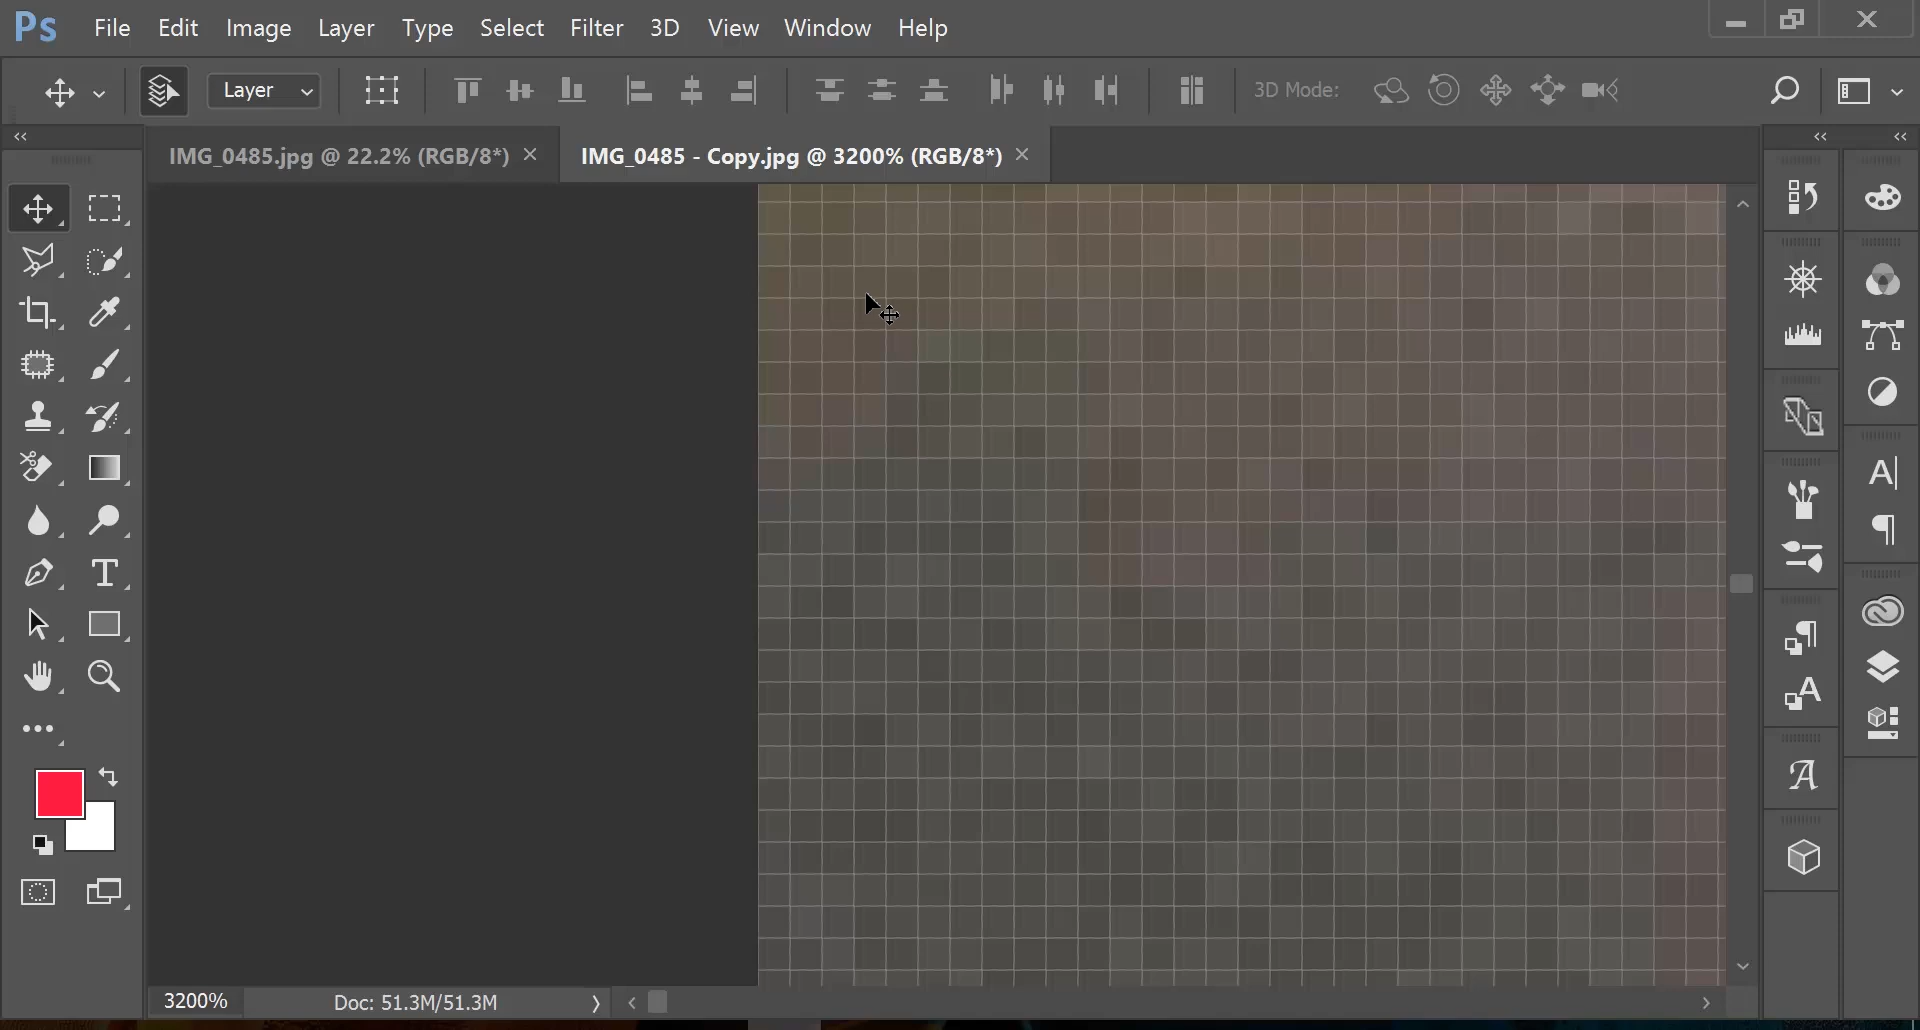 Ps File Edit Image Layer Type Select Filter 3D View Window Help
Layer 3D Mode:
IMG_0485.jpg @ 22.2% (RGB/8*) IMG_0485 - Copy.jpg @ 3200% (RGB/8*)
3200% Doc: 51.3M/51.3M